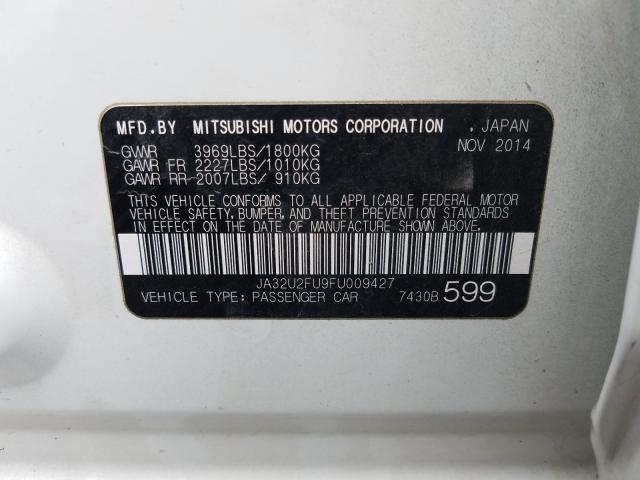 MFD.BY MITSUBISHI MOTORS CORPORATION , JAPAN
GVWR 3969LBS/1800KG NOV 2014
GAWR FR 2227LBS/1010KG
GAWR RR 2007LBS/ 910KG
THIS VEHICLE CONFORMS TO ALL APPLICABLE FEDERAL MOTOR
VEHICLE SAFETY, BUMPER, AND THEFT PREVENTION STANDARDS
IN EFFECT ON THE DATE OF MANUFACTURE SHOWN ABOVE.
JA32U2FU9FU009427
VEHICLE TYPE: PASSENGER CAR 7430B 599